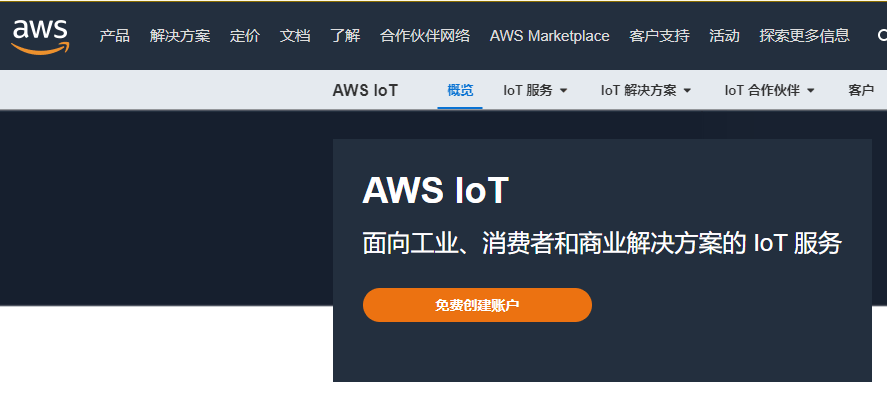 aws 产品 解决方案 定价 文档 了解 合作伙伴网络 AWS Marketplace 客户支持 活动 探索更多信息
AWS IoT 概览 IoT 服务 IoT 解决方案 IoT 合作伙伴 客户
AWS IoT
面向工业、消费者和商业解决方案的 IoT 服务
免费创建账户